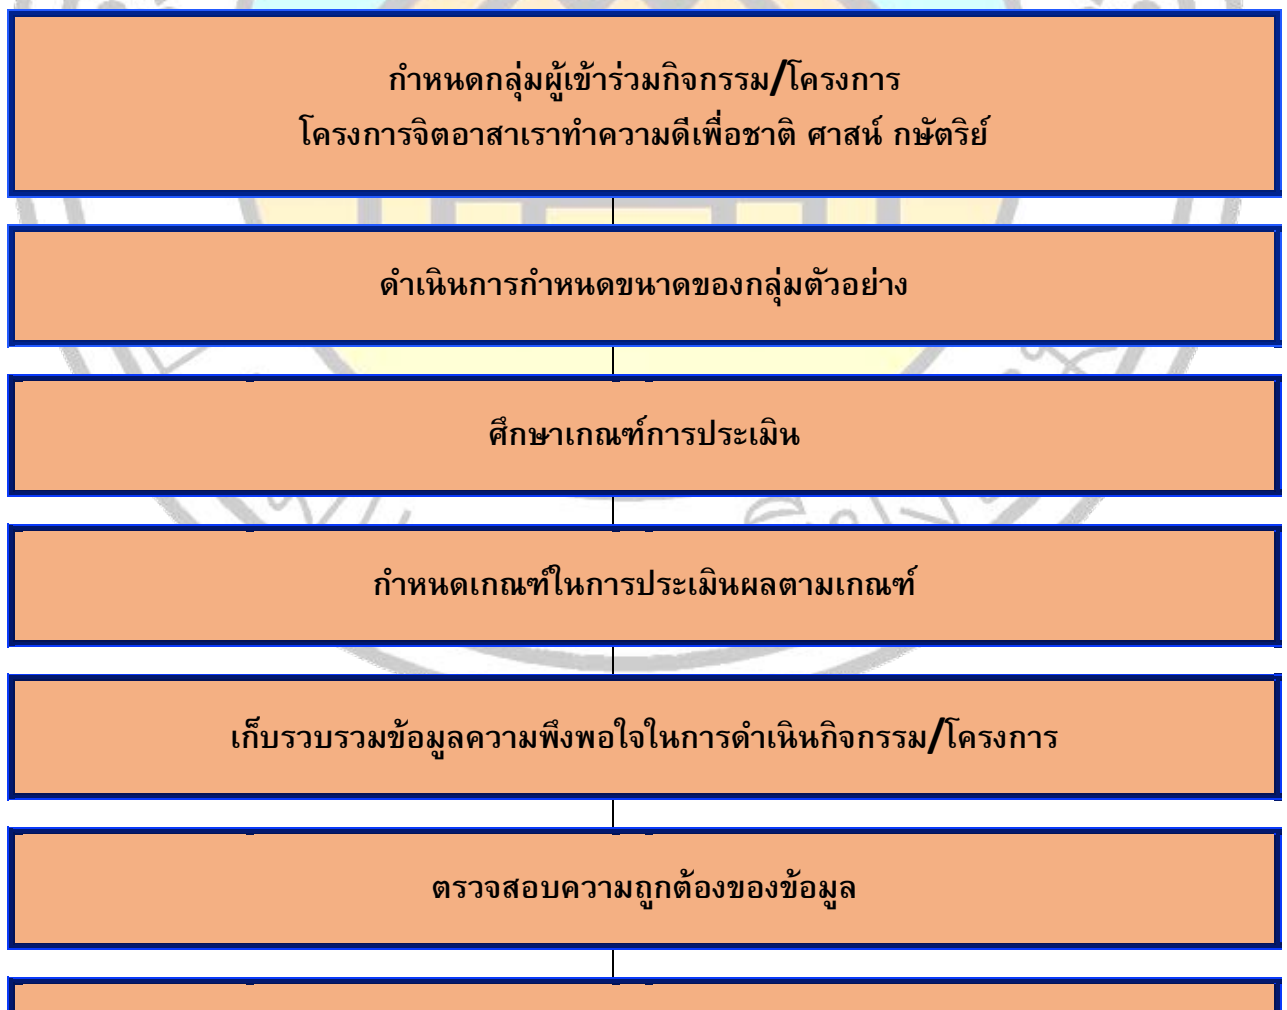 กำหนดกลุ่มผู้เข้าร่วมกิจกรรม/โครงการ
โครงการจิตอาสาเราทำความดีเพื่อชาติ ศาสน์ กษัตริย์
ดำเนินการกำหนดขนาดของกลุ่มตัวอย่าง
ศึกษาเกณฑ์การประเมิน
กำหนดเกณฑ์ในการประเมินผลตามเกณฑ์
เก็บรวบรวมข้อมูลความพึงพอใจในการดำเนินกิจกรรม/โครงการ
ตรวจสอบความถูกต้องของข้อมูล